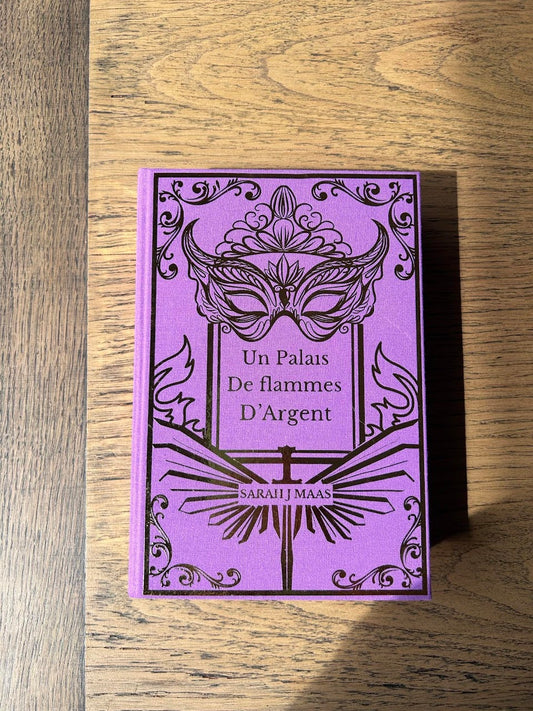 Un Palais
De flammes
D'Argent
SARAH J MAAS